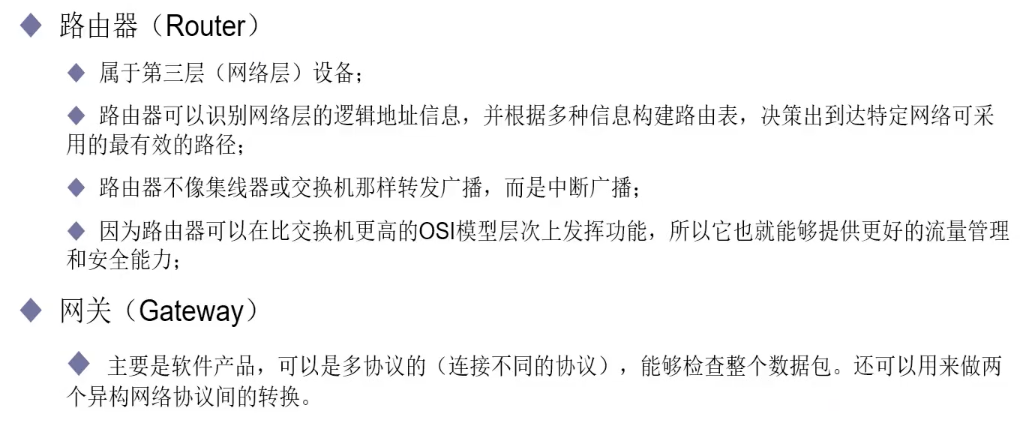 路由器（Router）
属于第三层（网络层）设备；
路由器可以识别网络层的逻辑地址信息，并根据多种信息构建路由表，决策出到达特定网络可采
用的最有效的路径；
路由器不像集线器或交换机那样转发广播，而是中断广播；
因为路由器可以在比交换机更高的OSI模型层次上发挥功能，所以它也就能够提供更好的流量管理
和安全能力；
网关（Gateway）
主要是软件产品，可以是多协议的（连接不同的协议），能够检查整个数据包。还可以用来做两
个异构网络协议间的转换。